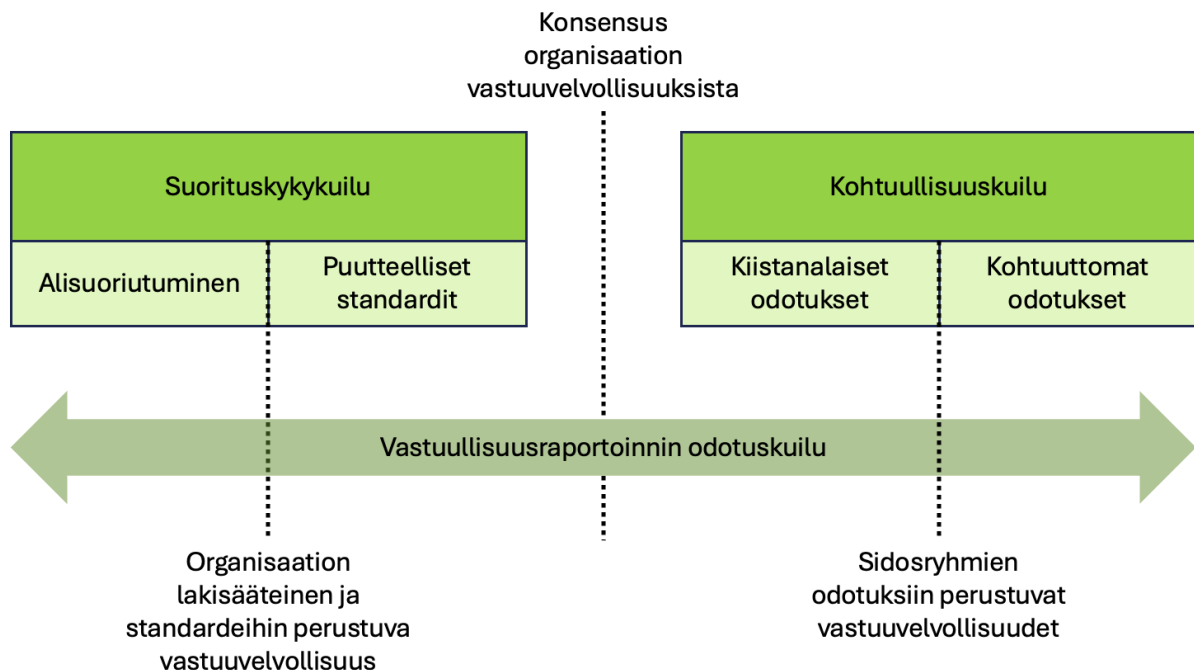 Konsensus
organisaation
vastuuvelvollisuuksista
Suorituskykykuilu
Kohtuullisuuskuilu
Alisuoriutuminen
Puutteelliset
standardit
Kiistanalaiset
odotukset
Kohtuuttomat
odotukset
Vastuullisuusraportoinnin odotuskuilu
Organisaation
lakisääteinen ja
standardeihin perustuva
vastuuvelvollisuus
Sidosryhmien
odotuksiin perustuvat
vastuuvelvollisuudet